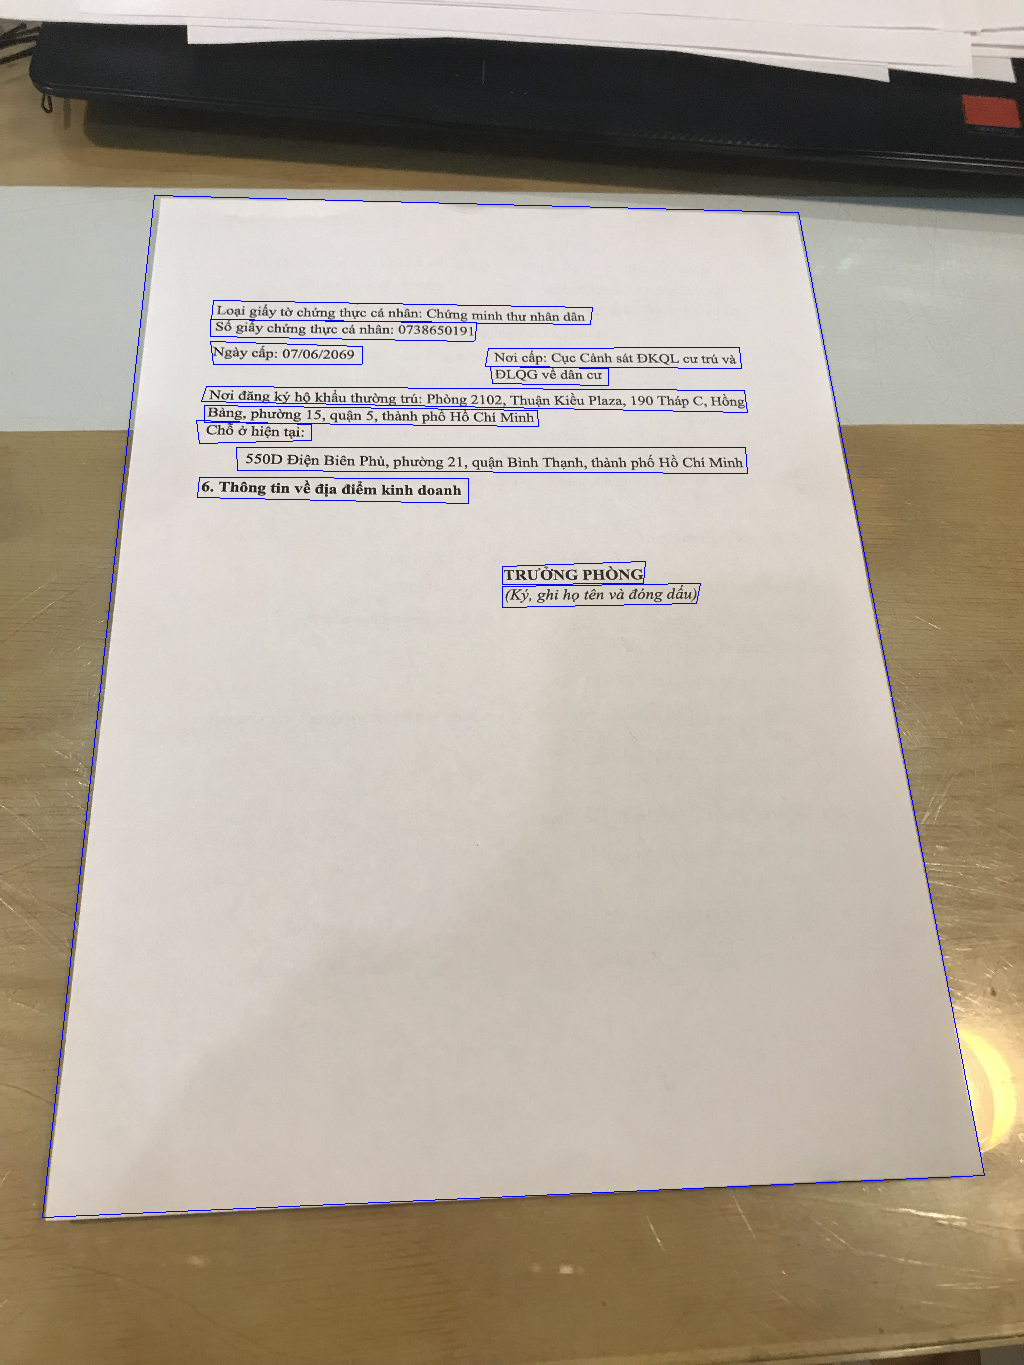 Loại giấy tờ chứng thực cá nhân: Chứng minh thư nhân dân
Số giấy chứng thực cá nhân: 0738650191
Ngày cấp: 07/06/2069
Nơi cấp: Cục Cảnh sát ĐKQL cư trú và
ĐLQG về dân cư
Nơi đăng ký hộ khẩu thường trú: Phòng 2102, Thuận Kiều Plaza, 190 Tháp C, Hồng
Bàng, phường 15, quận 5, thành phố Hồ Chí Minh
Chỗ ở hiện tại:
550D Điện Biên Phủ, phường 21, quận Bình Thạnh, thành phố Hồ Chí Minh
6. Thông tin về địa điểm kinh doanh
TRƯỞNG PHÒNG
(Ký, ghi họ tên và đóng dấu)